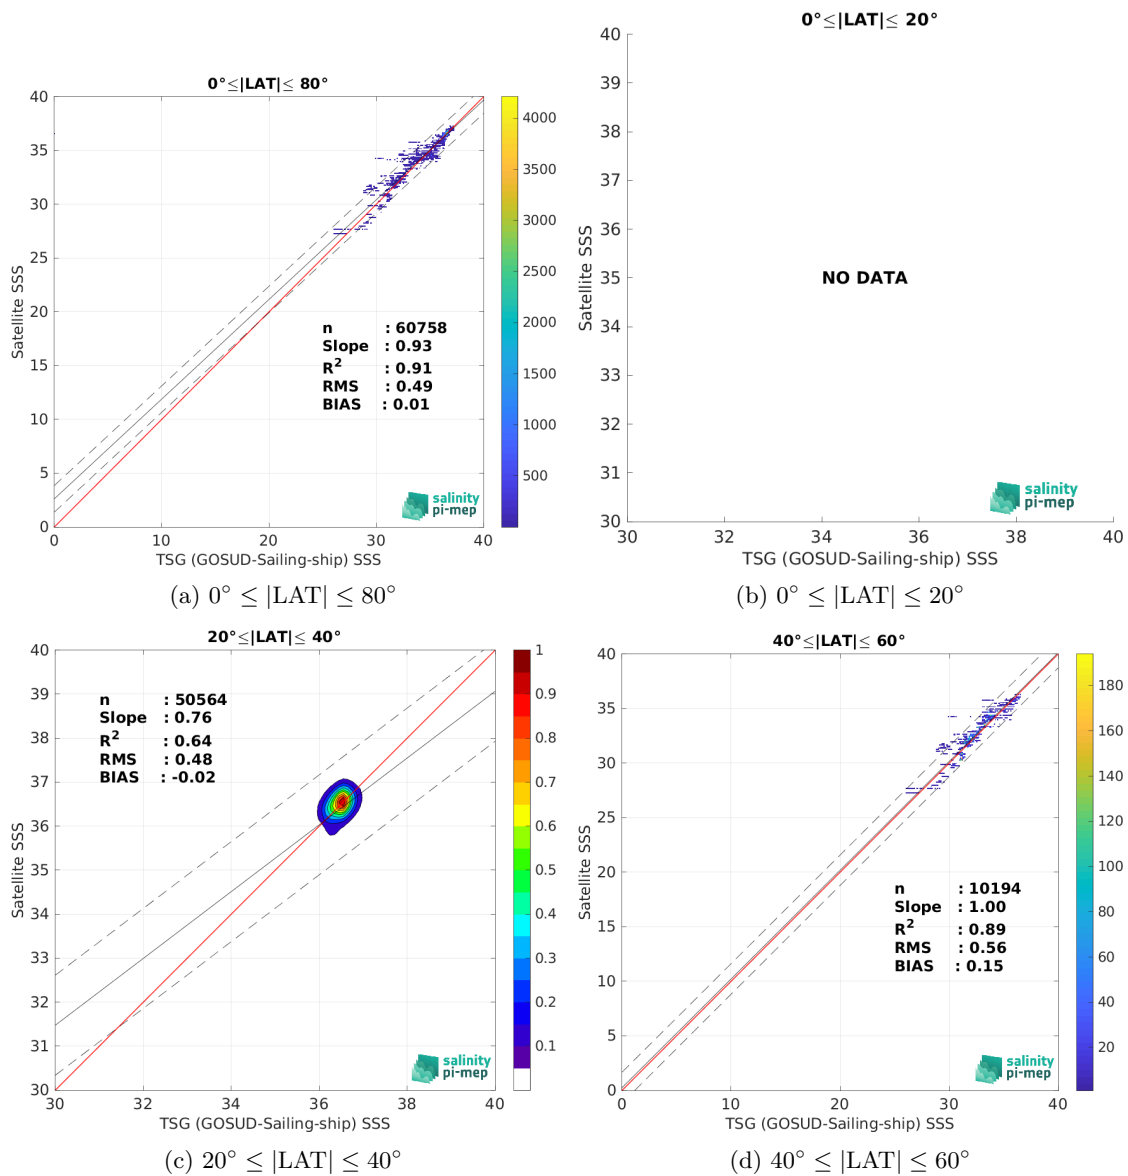 0°≤|LAT|≤ 80°
40
35
30
25
20
15
10
5
0
0
10
20
30
40
Satellite SSS
TSG (GOSUD-Sailing-ship) SSS
n : 60758
Slope : 0.93
R2 : 0.91
RMS : 0.49
BIAS : 0.01
salinity
pi-mep
4000
3500
3000
2500
2000
1500
1000
500
(a) 0° ≤ |LAT| ≤ 80°
0°≤|LAT|≤ 20°
40
39
38
37
36
35
34
33
32
31
30
30
32
34
36
38
40
Satellite SSS
TSG (GOSUD-Sailing-ship) SSS
NO DATA
salinity
pi-mep
(b) 0° ≤ |LAT| ≤ 20°
20°≤|LAT|≤ 40°
40
39
38
37
36
35
34
33
32
31
30
30
32
34
36
38
40
Satellite SSS
TSG (GOSUD-Sailing-ship) SSS
n : 50564
Slope : 0.76
R2 : 0.64
RMS : 0.48
BIAS : -0.02
salinity
pi-mep
1
0.9
0.8
0.7
0.6
0.5
0.4
0.3
0.2
0.1
(c) 20° ≤ |LAT| ≤ 40°
40°≤|LAT|≤ 60°
40
35
30
25
20
15
10
5
0
0
10
20
30
40
Satellite SSS
TSG (GOSUD-Sailing-ship) SSS
n : 10194
Slope : 1.00
R2 : 0.89
RMS : 0.56
BIAS : 0.15
salinity
pi-mep
180
160
140
120
100
80
60
40
20
(d) 40° ≤ |LAT| ≤ 60°